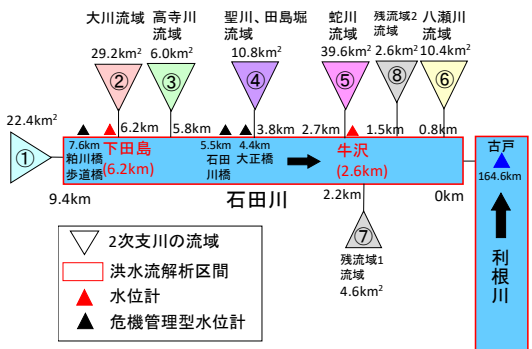 大川流域
29.2km²
②
高寺川
流域
6.0km²
③
聖川、田島堀
流域
10.8km²
④
蛇川
流域
39.6km²
⑤
残流域2
流域
2.6km²
⑧
八瀬川
流域
10.4km²
⑥
22.4km²
①
6.2km
5.8km
3.8km
2.7km
1.5km
0.8km
7.6km
粕川橋
歩道橋
下田島
(6.2km)
5.5km
石田
川橋
4.4km
大正橋
牛沢
(2.6km)
古戸
164.6km
9.4km
石田川
2.2km
0km
⑦
残流域1
流域
4.6km²
利根川
2次支川の流域
洪水流解析区間
水位計
危機管理型水位計